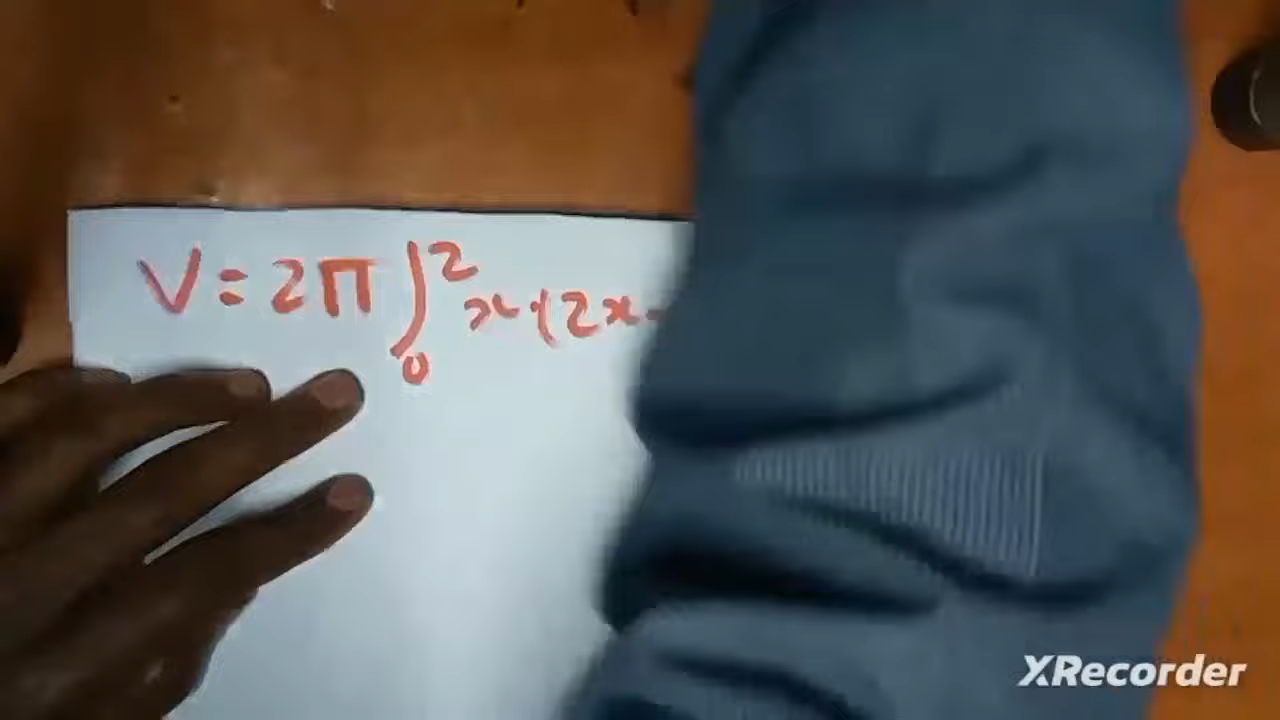 V = 2π ∫₀² x(2x-
XRecorder